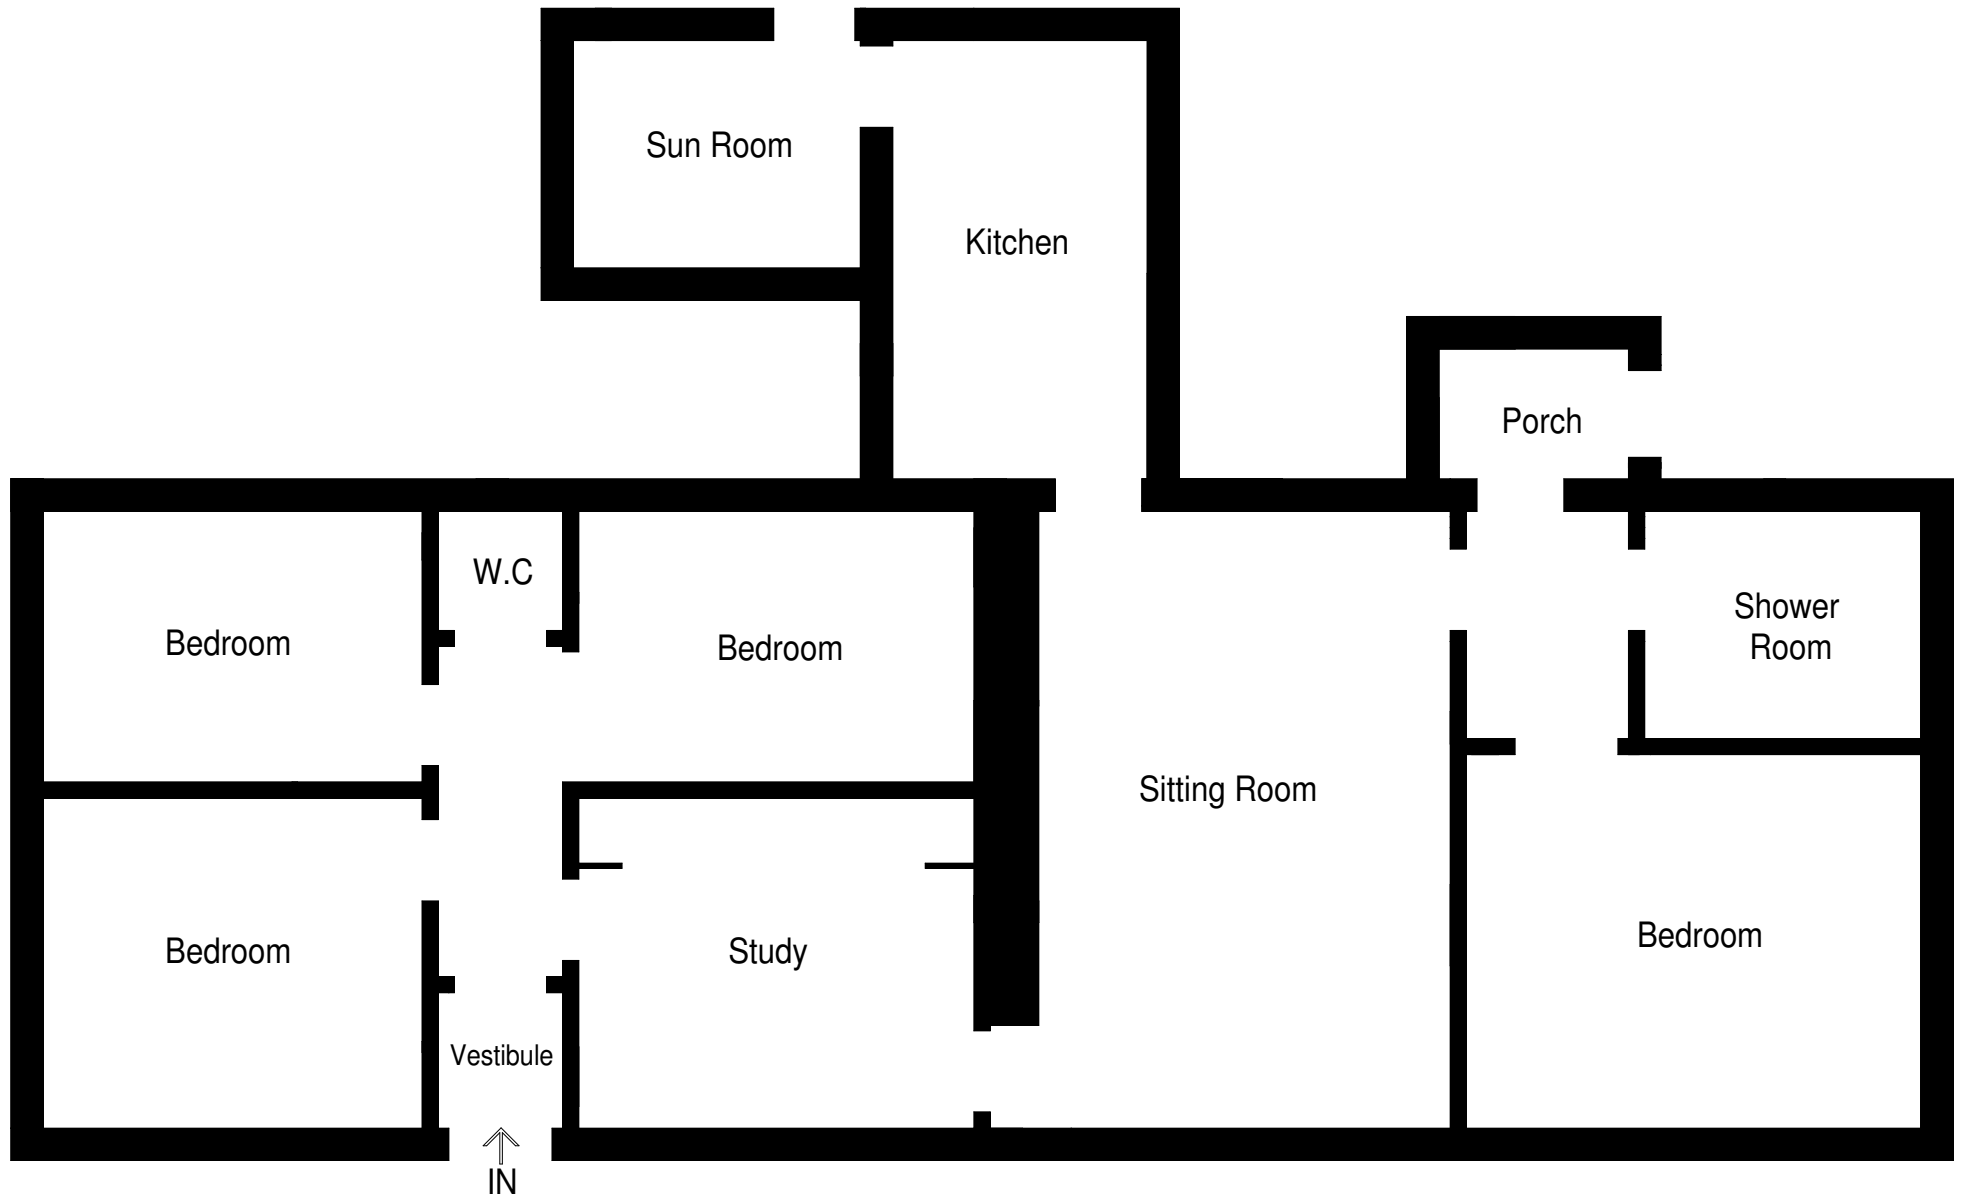 Sun Room
Kitchen
Porch
W.C
Bedroom
Bedroom
Shower
Room
Sitting Room
Bedroom
Study
Bedroom
Vestibule
IN